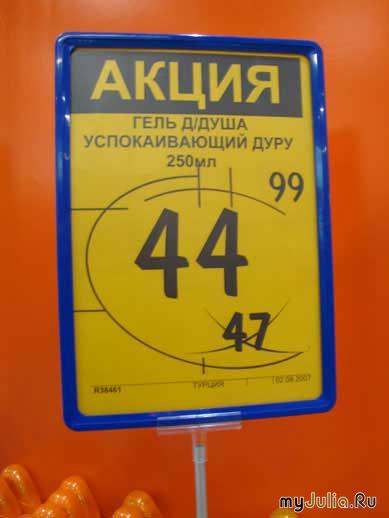 АКЦИЯ
ГЕЛЬ Д/ДУША
УСПОКАИВАЮЩИЙ ДУРУ
250мл
44 99
47
R38461 ТУРЦИЯ 02.08.2007
myJulia.Ru